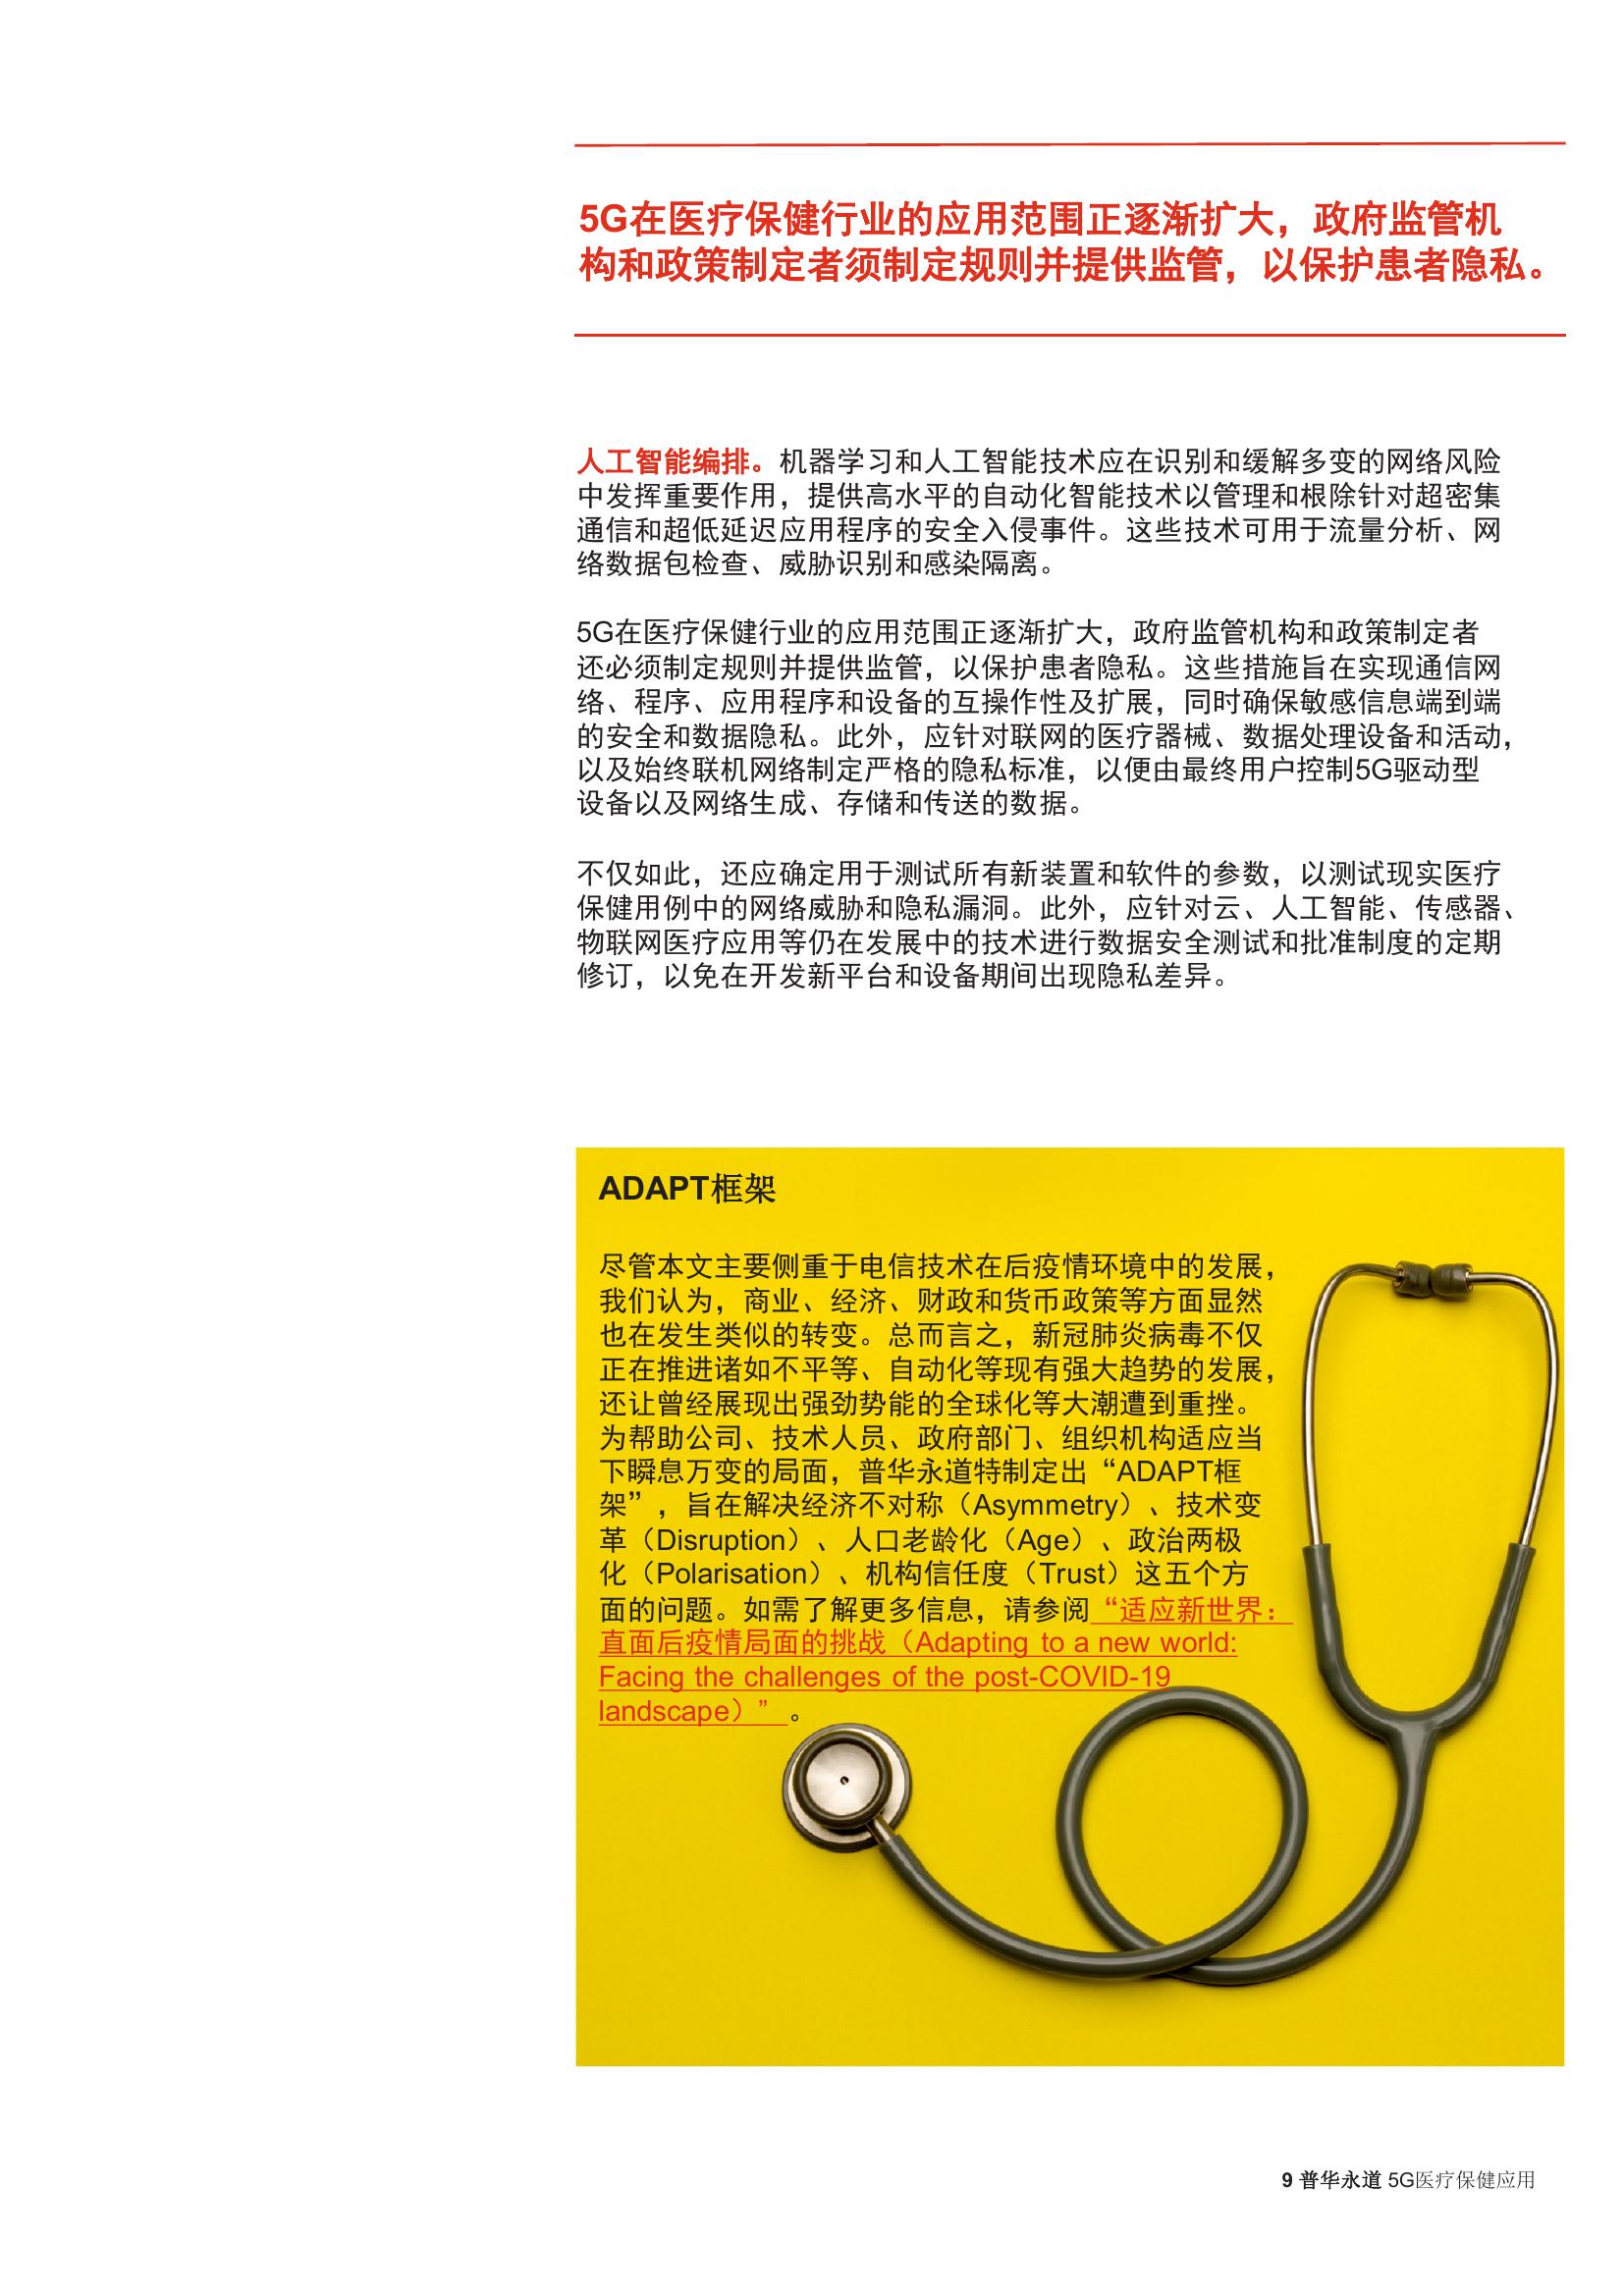 5G在医疗保健行业的应用范围正逐渐扩大，政府监管机
构和政策制定者须制定规则并提供监管，以保护患者隐私。
人工智能编排。机器学习和人工智能技术应在识别和缓解多变的网络风险
中发挥重要作用，提供高水平的自动化智能技术以管理和根除针对超密集
通信和超低延迟应用程序的安全入侵事件。这些技术可用于流量分析、网
络数据包检查、威胁识别和感染隔离。
5G在医疗保健行业的应用范围正逐渐扩大，政府监管机构和政策制定者
还必须制定规则并提供监管，以保护患者隐私。这些措施旨在实现通信网
络、程序、应用程序和设备的互操作性及扩展，同时确保敏感信息端到端
的安全和数据隐私。此外，应针对联网的医疗器械、数据处理设备和活动，
以及始终联机网络制定严格的隐私标准，以便由最终用户控制5G驱动型
设备以及网络生成、存储和传送的数据。
不仅如此，还应确定用于测试所有新装置和软件的参数，以测试现实医疗
保健用例中的网络威胁和隐私漏洞。此外，应针对云、人工智能、传感器、
物联网医疗应用等仍在发展中的技术进行数据安全测试和批准制度的定期
修订，以免在开发新平台和设备期间出现隐私差异。
ADAPT框架
尽管本文主要侧重于电信技术在后疫情环境中的发展，
我们认为，商业、经济、财政和货币政策等方面显然
也在发生类似的转变。总而言之，新冠肺炎病毒不仅
正在推进诸如不平等、自动化等现有强大趋势的发展，
还让曾经展现出强劲势能的全球化等大潮遭到重挫。
为帮助公司、技术人员、政府部门、组织机构适应当
下瞬息万变的局面，普华永道特制定出“ADAPT框
架”，旨在解决经济不对称（Asymmetry）、技术变
革（Disruption）、人口老龄化（Age）、政治两极
化（Polarisation）、机构信任度（Trust）这五个方
面的问题。如需了解更多信息，请参阅“适应新世界：
直面后疫情局面的挑战（Adapting to a new world:
Facing the challenges of the post-COVID-19
landscape）”。
9 普华永道 5G医疗保健应用